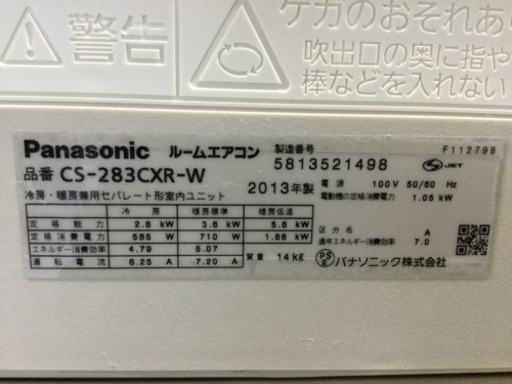 警告
ケガのおそれあ
吹出口の奥に指や
棒などを入れない
Panasonic ルームエアコン
製造番号
5813521498
F112798
S-JET
品番 CS-283CXR-W
2013年製
冷房・暖房兼用セパレート形室内ユニット
電源 100V 50/60 Hz
電動機の定格消費電力 1.05 kW
冷房 暖房標準 暖房低温
定格能力 2.8 kW 3.6 kW 5.5 kW
定格消費電力 585 W 710 W 1.88 kW
エネルギー消費効率 4.79 5.07
運転電流 6.25 A 7.20 A
質量 14kg
区分名 A
通年エネルギー消費効率 7.0
PSE パナソニック株式会社